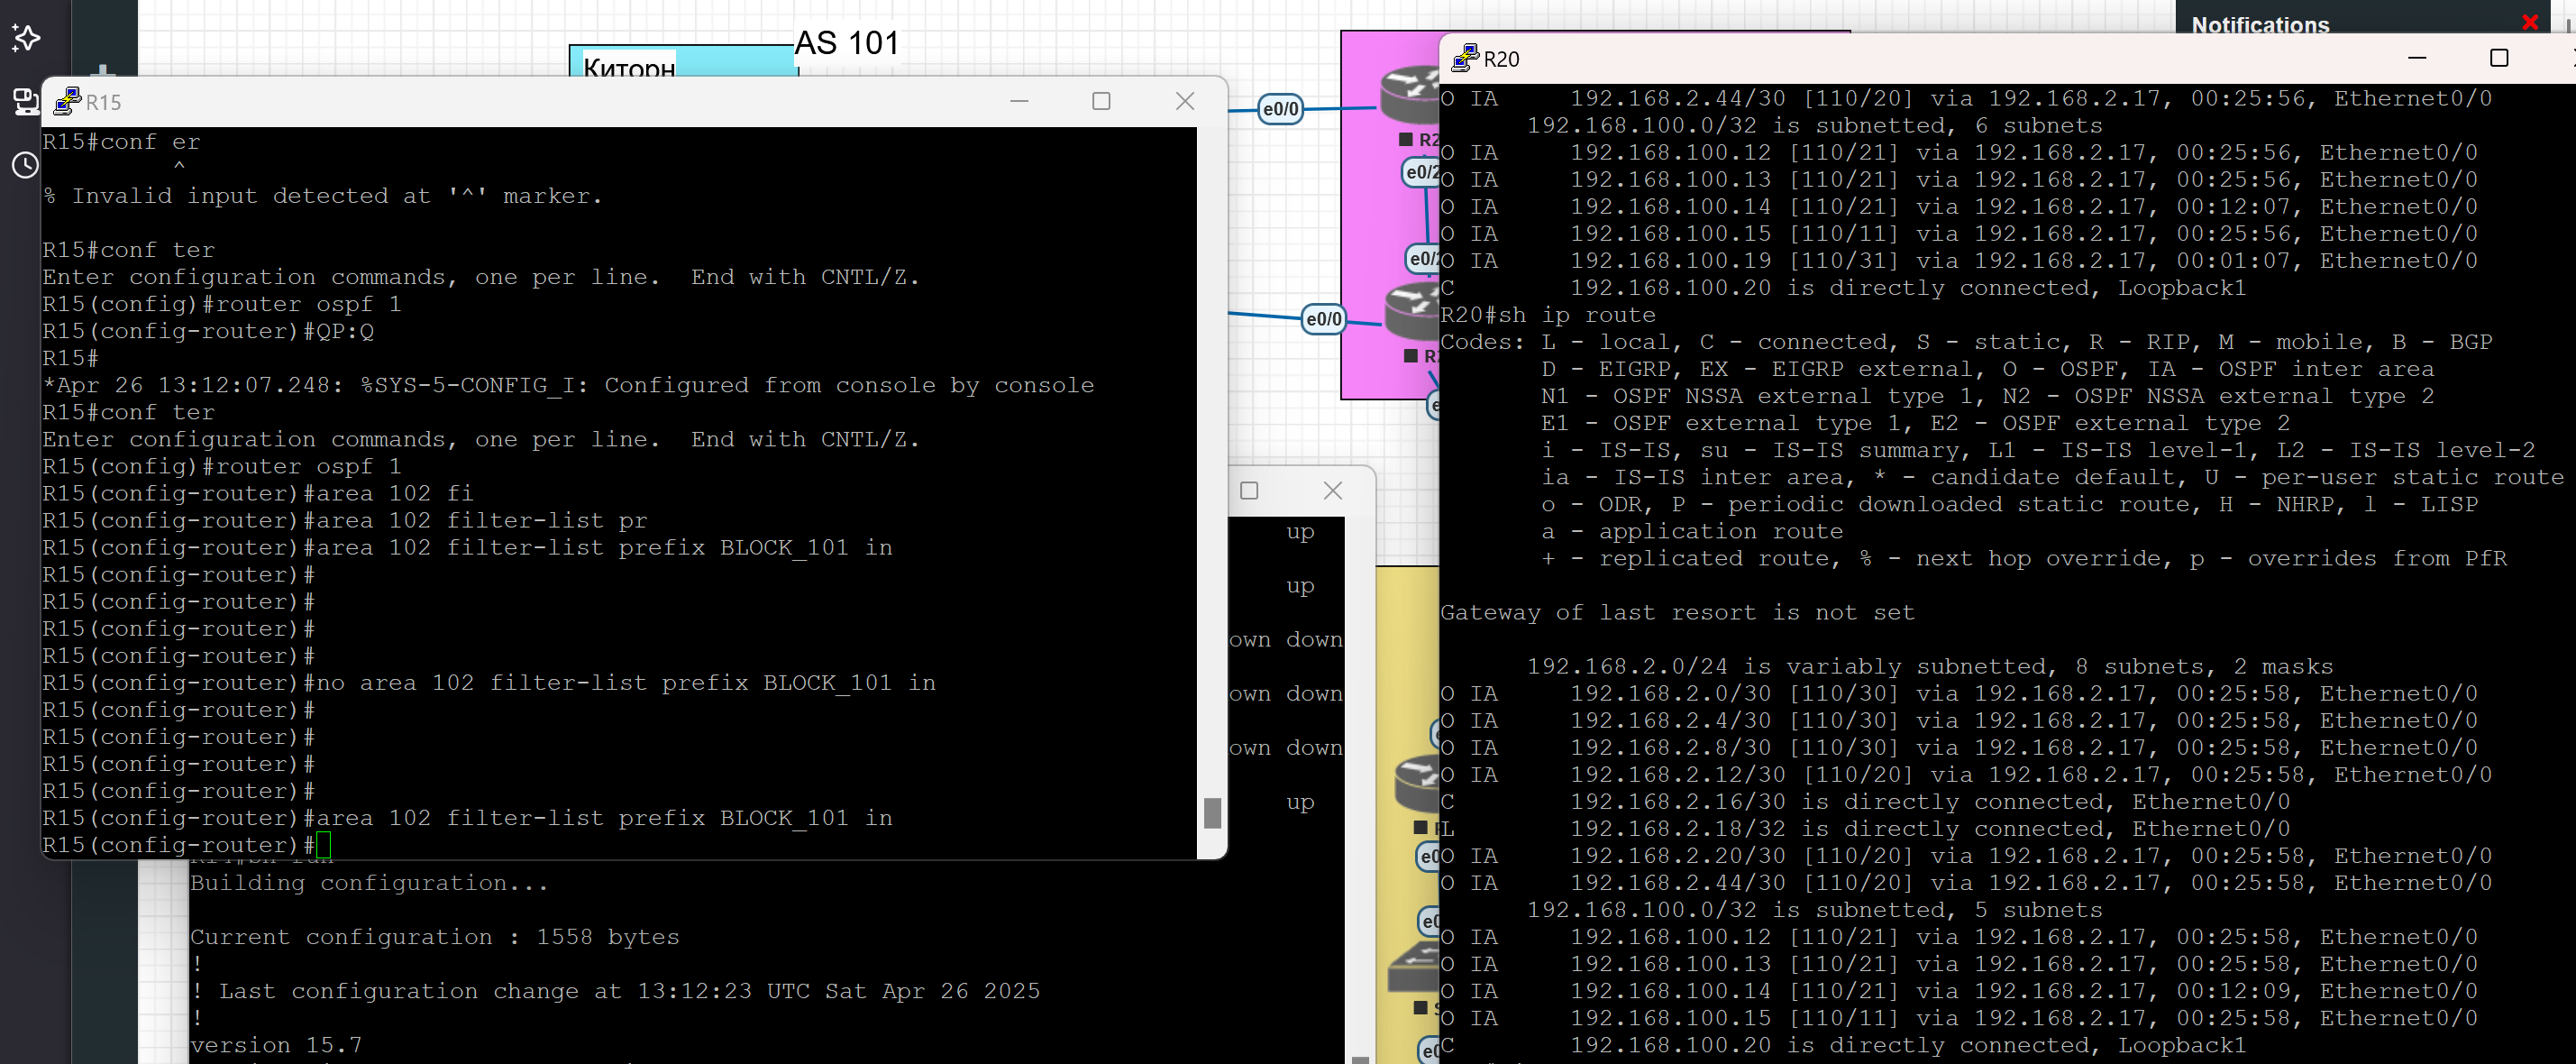 AS 101
Киторн
Notifications
e0/0
e0/0
R15
R15#conf er
         ^
% Invalid input detected at '^' marker.
R15#conf ter
Enter configuration commands, one per line.  End with CNTL/Z.
R15(config)#router ospf 1
R15(config-router)#QP:Q
R15#
*Apr 26 13:12:07.248: %SYS-5-CONFIG_I: Configured from console by console
R15#conf ter
Enter configuration commands, one per line.  End with CNTL/Z.
R15(config)#router ospf 1
R15(config-router)#area 102 fi
R15(config-router)#area 102 filter-list pr
R15(config-router)#area 102 filter-list prefix BLOCK_101 in
R15(config-router)#
R15(config-router)#
R15(config-router)#
R15(config-router)#
R15(config-router)#no area 102 filter-list prefix BLOCK_101 in
R15(config-router)#
R15(config-router)#
R15(config-router)#
R15(config-router)#
R15(config-router)#area 102 filter-list prefix BLOCK_101 in
R15(config-router)#
up
up
own down
own down
own down
up
Building configuration...
Current configuration : 1558 bytes
!
! Last configuration change at 13:12:23 UTC Sat Apr 26 2025
!
version 15.7
R20
O IA     192.168.2.44/30 [110/20] via 192.168.2.17, 00:25:56, Ethernet0/0
      192.168.100.0/32 is subnetted, 6 subnets
O IA     192.168.100.12 [110/21] via 192.168.2.17, 00:25:56, Ethernet0/0
O IA     192.168.100.13 [110/21] via 192.168.2.17, 00:25:56, Ethernet0/0
O IA     192.168.100.14 [110/21] via 192.168.2.17, 00:12:07, Ethernet0/0
O IA     192.168.100.15 [110/11] via 192.168.2.17, 00:25:56, Ethernet0/0
O IA     192.168.100.19 [110/31] via 192.168.2.17, 00:01:07, Ethernet0/0
C        192.168.100.20 is directly connected, Loopback1
R20#sh ip route
Codes: L - local, C - connected, S - static, R - RIP, M - mobile, B - BGP
       D - EIGRP, EX - EIGRP external, O - OSPF, IA - OSPF inter area
       N1 - OSPF NSSA external type 1, N2 - OSPF NSSA external type 2
       E1 - OSPF external type 1, E2 - OSPF external type 2
       i - IS-IS, su - IS-IS summary, L1 - IS-IS level-1, L2 - IS-IS level-2
       ia - IS-IS inter area, * - candidate default, U - per-user static route
       o - ODR, P - periodic downloaded static route, H - NHRP, l - LISP
       a - application route
       + - replicated route, % - next hop override, p - overrides from PfR
Gateway of last resort is not set
      192.168.2.0/24 is variably subnetted, 8 subnets, 2 masks
O IA     192.168.2.0/30 [110/30] via 192.168.2.17, 00:25:58, Ethernet0/0
O IA     192.168.2.4/30 [110/30] via 192.168.2.17, 00:25:58, Ethernet0/0
O IA     192.168.2.8/30 [110/30] via 192.168.2.17, 00:25:58, Ethernet0/0
O IA     192.168.2.12/30 [110/20] via 192.168.2.17, 00:25:58, Ethernet0/0
C        192.168.2.16/30 is directly connected, Ethernet0/0
L        192.168.2.18/32 is directly connected, Ethernet0/0
O IA     192.168.2.20/30 [110/20] via 192.168.2.17, 00:25:58, Ethernet0/0
O IA     192.168.2.44/30 [110/20] via 192.168.2.17, 00:25:58, Ethernet0/0
      192.168.100.0/32 is subnetted, 5 subnets
O IA     192.168.100.12 [110/21] via 192.168.2.17, 00:25:58, Ethernet0/0
O IA     192.168.100.13 [110/21] via 192.168.2.17, 00:25:58, Ethernet0/0
O IA     192.168.100.14 [110/21] via 192.168.2.17, 00:12:09, Ethernet0/0
O IA     192.168.100.15 [110/11] via 192.168.2.17, 00:25:58, Ethernet0/0
C        192.168.100.20 is directly connected, Loopback1